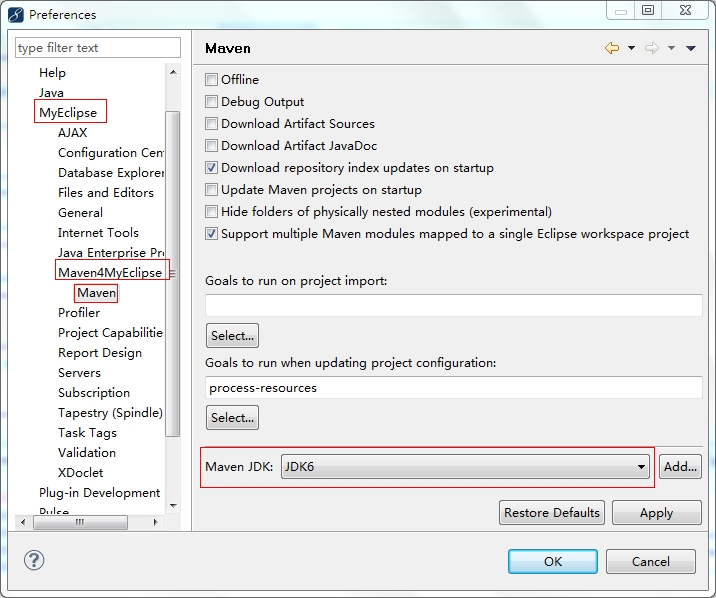 Preferences
type filter text
Help
Java
MyEclipse
AJAX
Configuration Cen
Database Explorer
Files and Editors
General
Internet Tools
Java Enterprise Pro
Maven4MyEclipse
Maven
Profiler
Project Capabilitie
Report Design
Servers
Subscription
Tapestry (Spindle)
Task Tags
Validation
XDoclet
Plug-in Development
Pulse
Maven
Offline
Debug Output
Download Artifact Sources
Download Artifact JavaDoc
Download repository index updates on startup
Update Maven projects on startup
Hide folders of physically nested modules (experimental)
Support multiple Maven modules mapped to a single Eclipse workspace project
Goals to run on project import:
Select...
Goals to run when updating project configuration:
process-resources
Select...
Maven JDK: JDK6 Add...
Restore Defaults Apply
OK Cancel